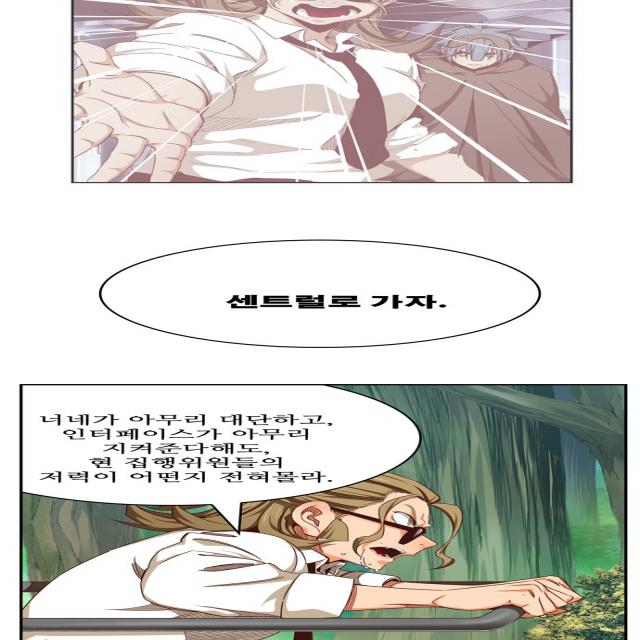 센트럴로 가자.
너네가 아무리 대단하고,
인터페이스가 아무리
지켜준다해도,
현 집행위원들의
저력이 어떤지 전혀몰라.